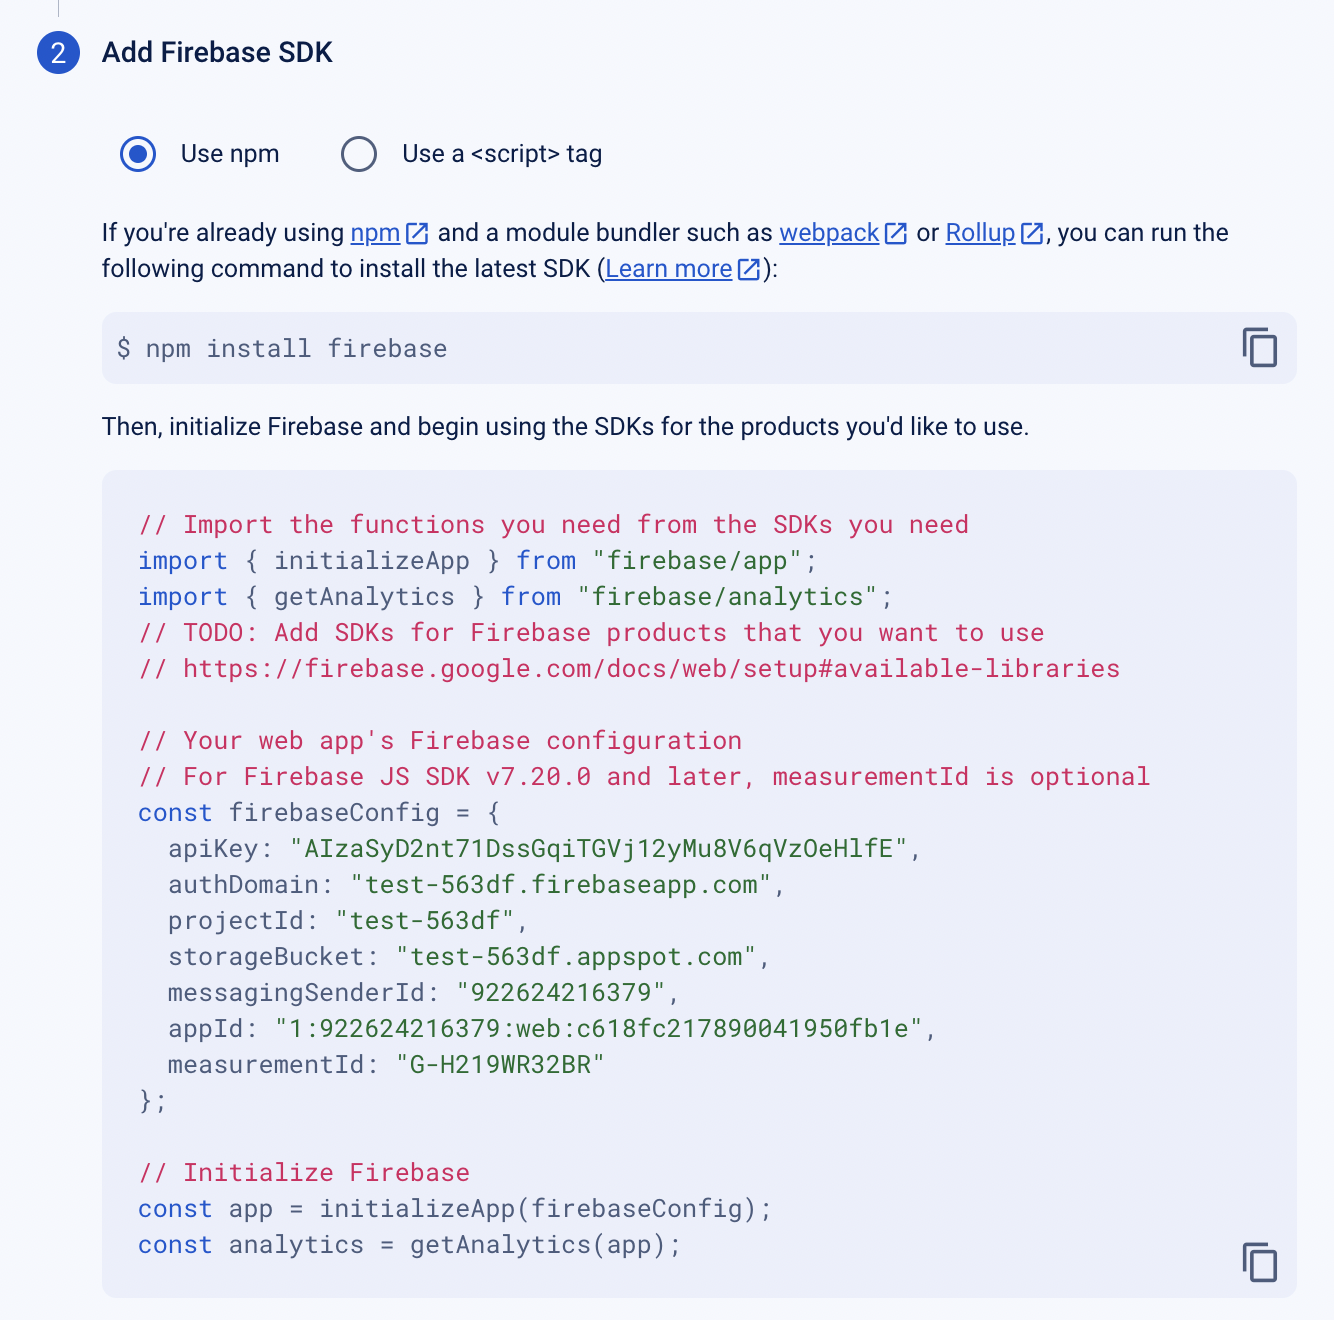 2 Add Firebase SDK
Use npm Use a <script> tag
If you're already using npm and a module bundler such as webpack or Rollup, you can run the
following command to install the latest SDK (Learn more):
$ npm install firebase
Then, initialize Firebase and begin using the SDKs for the products you'd like to use.
// Import the functions you need from the SDKs you need
import { initializeApp } from "firebase/app";
import { getAnalytics } from "firebase/analytics";
// TODO: Add SDKs for Firebase products that you want to use
// https://firebase.google.com/docs/web/setup#available-libraries
// Your web app's Firebase configuration
// For Firebase JS SDK v7.20.0 and later, measurementId is optional
const firebaseConfig = {
  apiKey: "AIzaSyD2nt71DssGqiTGVj12yMu8V6qVzOeHlfE",
  authDomain: "test-563df.firebaseapp.com",
  projectId: "test-563df",
  storageBucket: "test-563df.appspot.com",
  messagingSenderId: "922624216379",
  appId: "1:922624216379:web:c618fc217890041950fb1e",
  measurementId: "G-H219WR32BR"
};
// Initialize Firebase
const app = initializeApp(firebaseConfig);
const analytics = getAnalytics(app);